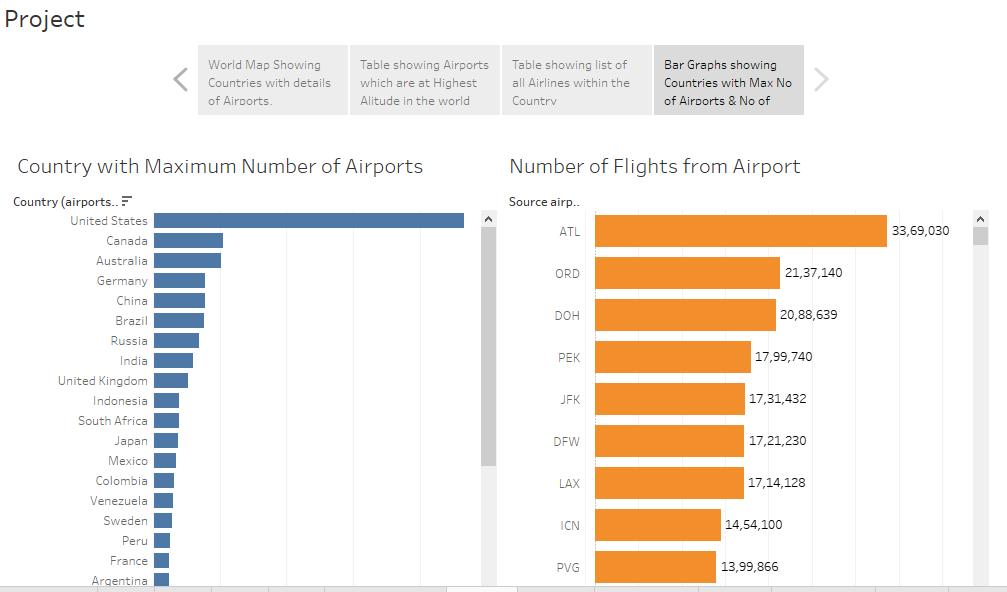 Project
World Map Showing
Countries with details
of Airports.
Table showing Airports
which are at Highest
Alitude in the world
Table showing list of
all Airlines within the
Country
Bar Graphs showing
Countries with Max No
of Airports & No of
Country with Maximum Number of Airports
Country (airports..
United States
Canada
Australia
Germany
China
Brazil
Russia
India
United Kingdom
Indonesia
South Africa
Japan
Mexico
Colombia
Venezuela
Sweden
Peru
France
Argentina
Number of Flights from Airport
Source airp..
ATL 33,69,030
ORD 21,37,140
DOH 20,88,639
PEK 17,99,740
JFK 17,31,432
DFW 17,21,230
LAX 17,14,128
ICN 14,54,100
PVG 13,99,866